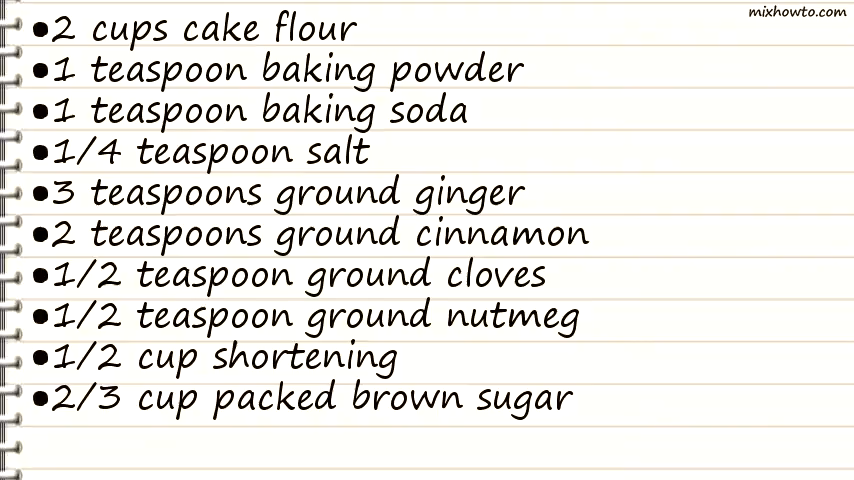 mixhowto.com
•2 cups cake flour
•1 teaspoon baking powder
•1 teaspoon baking soda
•1/4 teaspoon salt
•3 teaspoons ground ginger
•2 teaspoons ground cinnamon
•1/2 teaspoon ground cloves
•1/2 teaspoon ground nutmeg
•1/2 cup shortening
•2/3 cup packed brown sugar